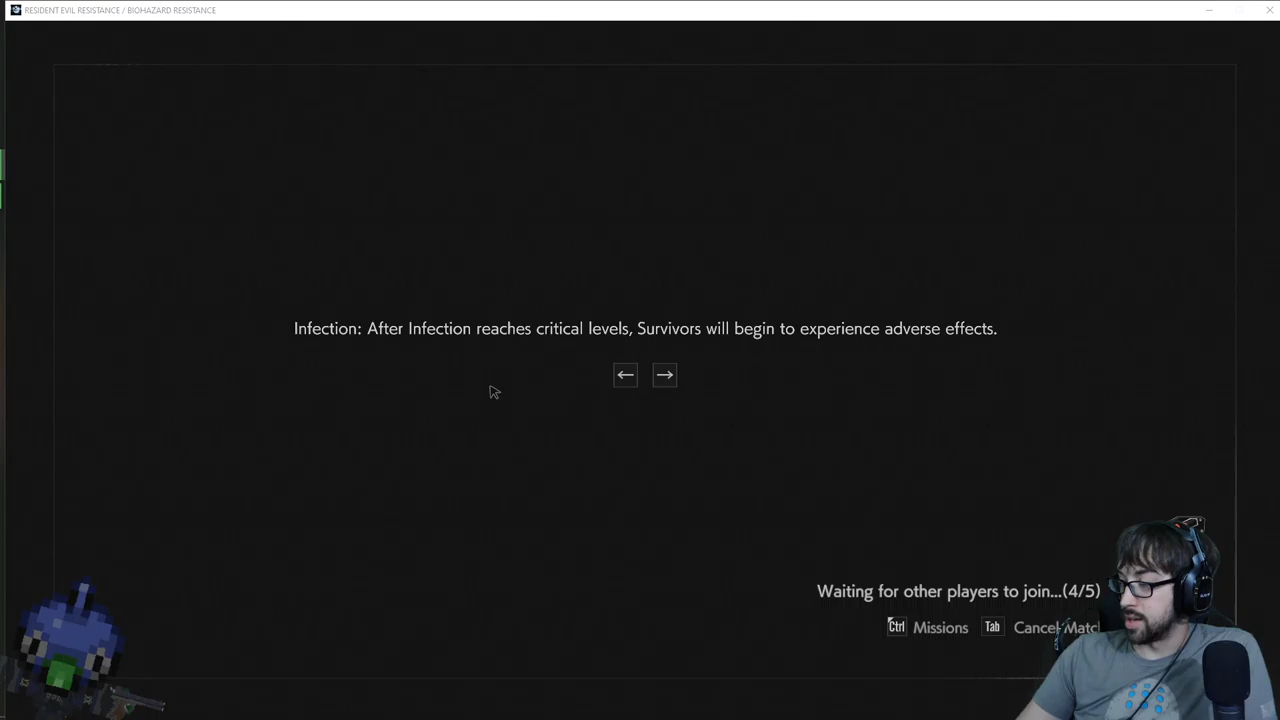 RESIDENT EVIL RESISTANCE / BIOHAZARD RESISTANCE
Infection: After Infection reaches critical levels, Survivors will begin to experience adverse effects.
Waiting for other players to join...(4/5)
Ctrl Missions Tab Cancel Matc